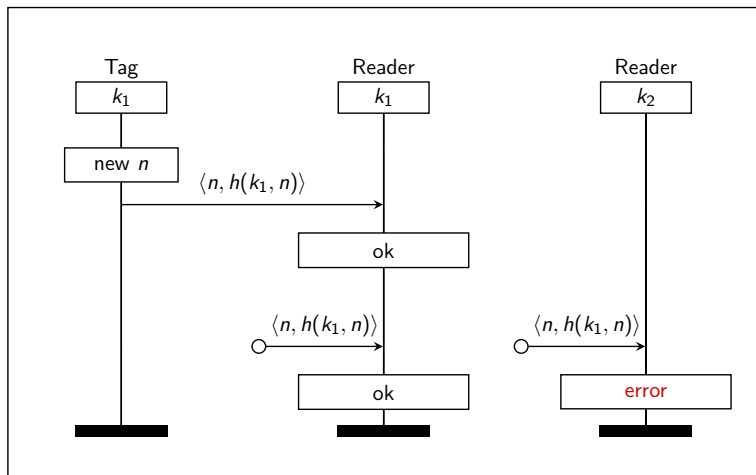 Tag Reader Reader
k₁ k₁ k₂
new n
⟨n, h(k₁, n)⟩
ok
⟨n, h(k₁, n)⟩ ⟨n, h(k₁, n)⟩
ok error